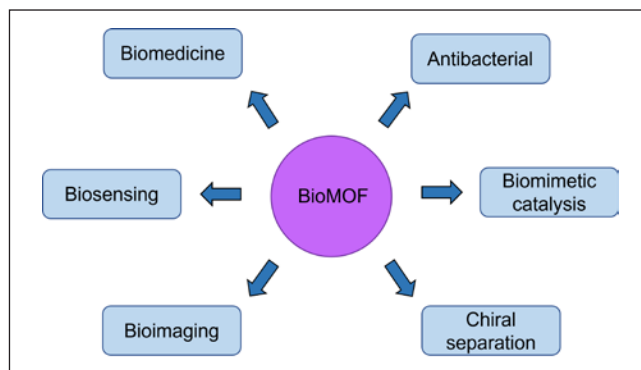 Biomedicine
Antibacterial
Biosensing
BioMOF
Biomimetic
catalysis
Bioimaging
Chiral
separation